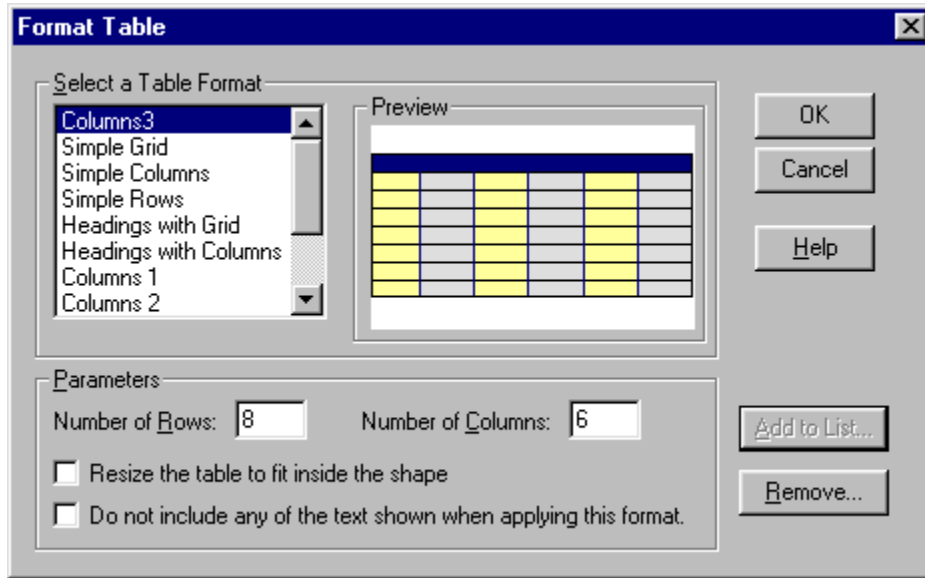 Format Table
Select a Table Format
Columns3
Simple Grid
Simple Columns
Simple Rows
Headings with Grid
Headings with Columns
Columns 1
Columns 2
Preview
OK
Cancel
Help
Parameters
Number of Rows: 8 Number of Columns: 6
Resize the table to fit inside the shape
Do not include any of the text shown when applying this format.
Add to List...
Remove...